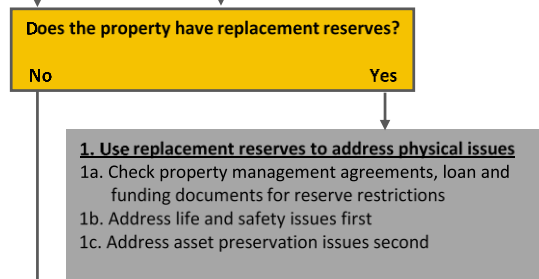 Does the property have replacement reserves?
No Yes
1. Use replacement reserves to address physical issues
1a. Check property management agreements, loan and
funding documents for reserve restrictions
1b. Address life and safety issues first
1c. Address asset preservation issues second